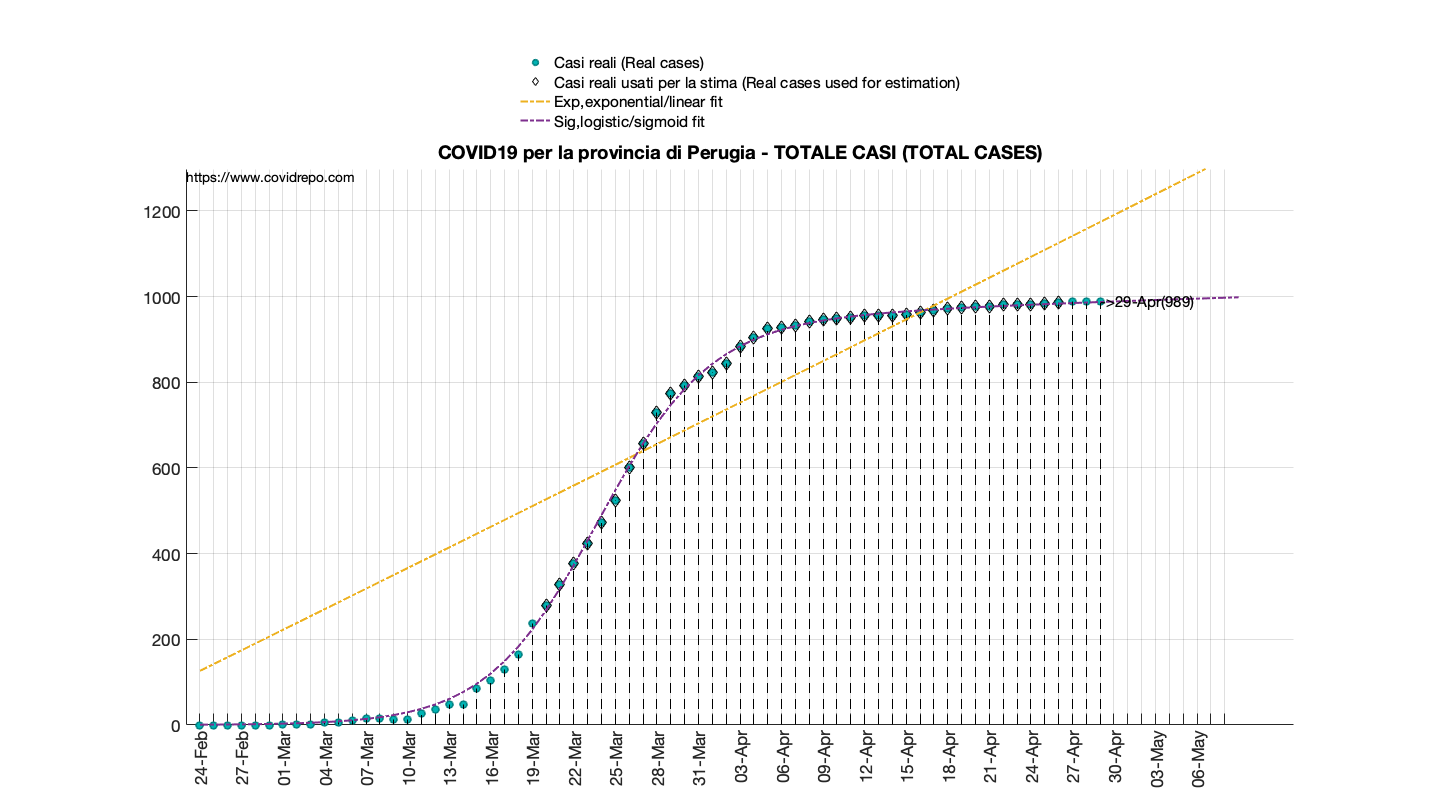 Casi reali (Real cases)
Casi reali usati per la stima (Real cases used for estimation)
Exp,exponential/linear fit
Sig,logistic/sigmoid fit
COVID19 per la provincia di Perugia - TOTALE CASI (TOTAL CASES)
https://www.covidrepo.com
1200
1000
800
600
400
200
0
->29-Apr(989)
24-Feb
27-Feb
01-Mar
04-Mar
07-Mar
10-Mar
13-Mar
16-Mar
19-Mar
22-Mar
25-Mar
28-Mar
31-Mar
03-Apr
06-Apr
09-Apr
12-Apr
15-Apr
18-Apr
21-Apr
24-Apr
27-Apr
30-Apr
03-May
06-May